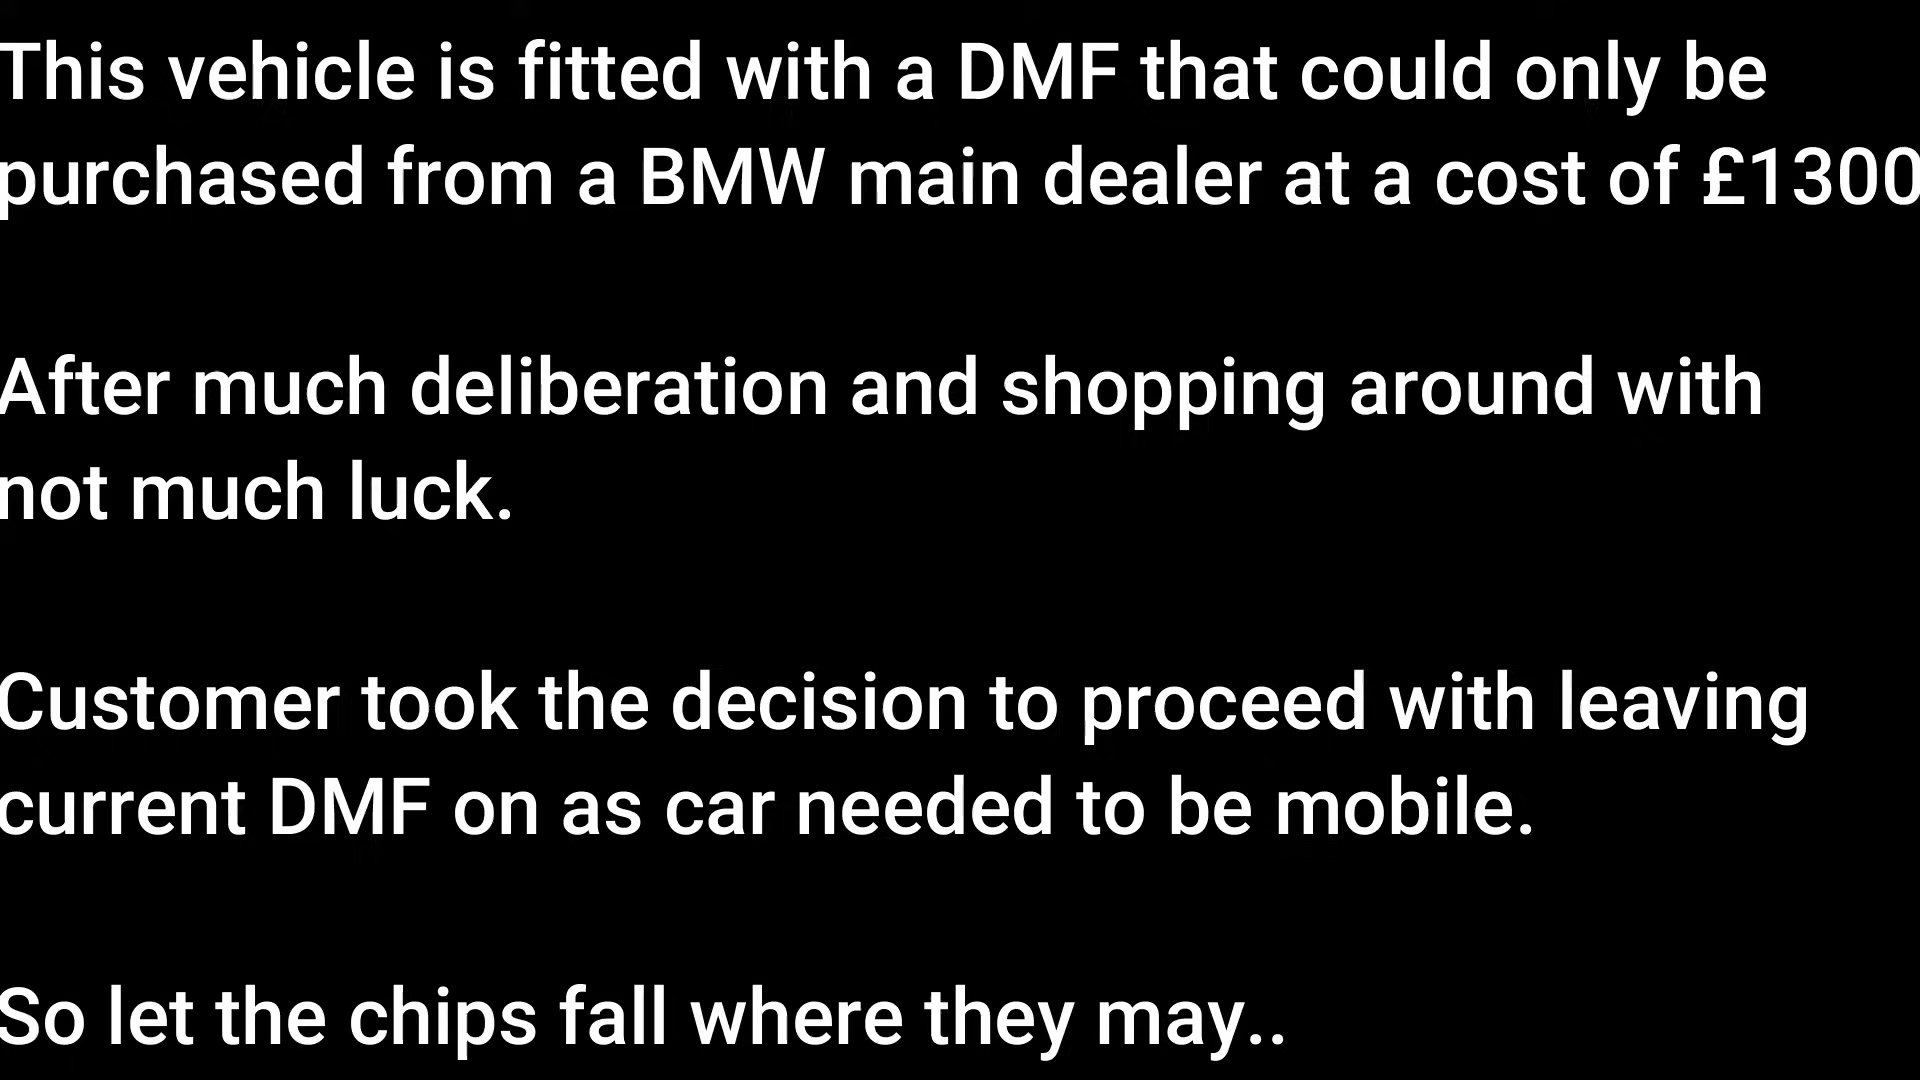 This vehicle is fitted with a DMF that could only be
purchased from a BMW main dealer at a cost of £1300
After much deliberation and shopping around with
not much luck.
Customer took the decision to proceed with leaving
current DMF on as car needed to be mobile.
So let the chips fall where they may..